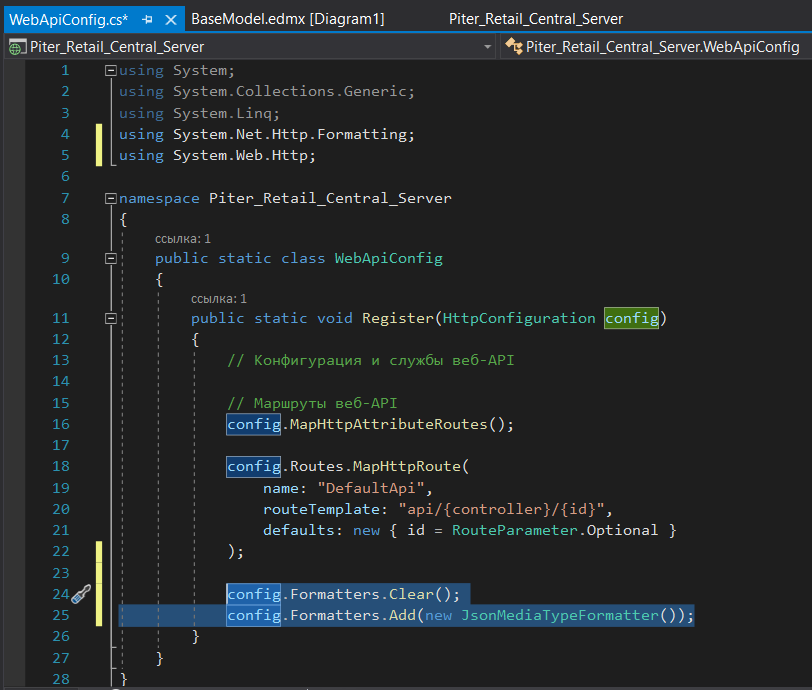 WebApiConfig.cs* BaseModel.edmx [Diagram1] Piter_Retail_Central_Server
Piter_Retail_Central_Server Piter_Retail_Central_Server.WebApiConfig
1 using System;
2 using System.Collections.Generic;
3 using System.Linq;
4 using System.Net.Http.Formatting;
5 using System.Web.Http;
6
7 namespace Piter_Retail_Central_Server
8 {
ссылка: 1
9 public static class WebApiConfig
10 {
ссылка: 1
11 public static void Register(HttpConfiguration config)
12 {
13 // Конфигурация и службы веб-API
14
15 // Маршруты веб-API
16 config.MapHttpAttributeRoutes();
17
18 config.Routes.MapHttpRoute(
19 name: "DefaultApi",
20 routeTemplate: "api/{controller}/{id}",
21 defaults: new { id = RouteParameter.Optional }
22 );
23
24 config.Formatters.Clear();
25 config.Formatters.Add(new JsonMediaTypeFormatter());
26 }
27 }
28 }